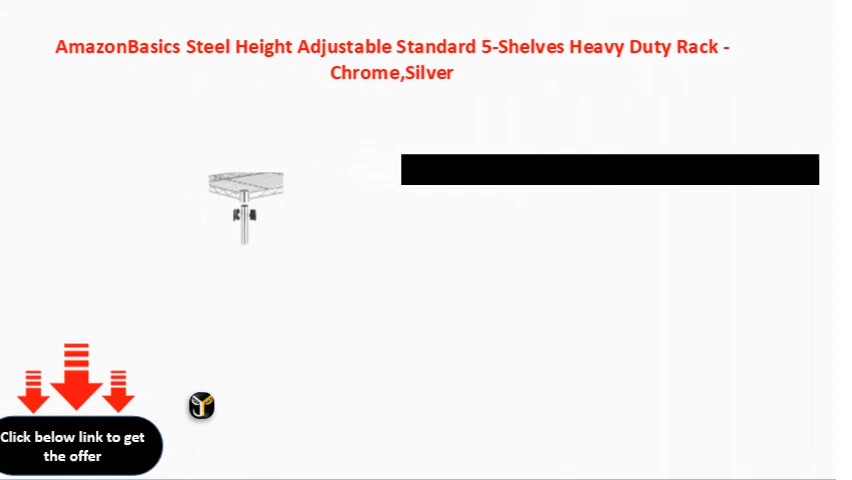 AmazonBasics Steel Height Adjustable Standard 5-Shelves Heavy Duty Rack -
Chrome,Silver
Click below link to get
the offer